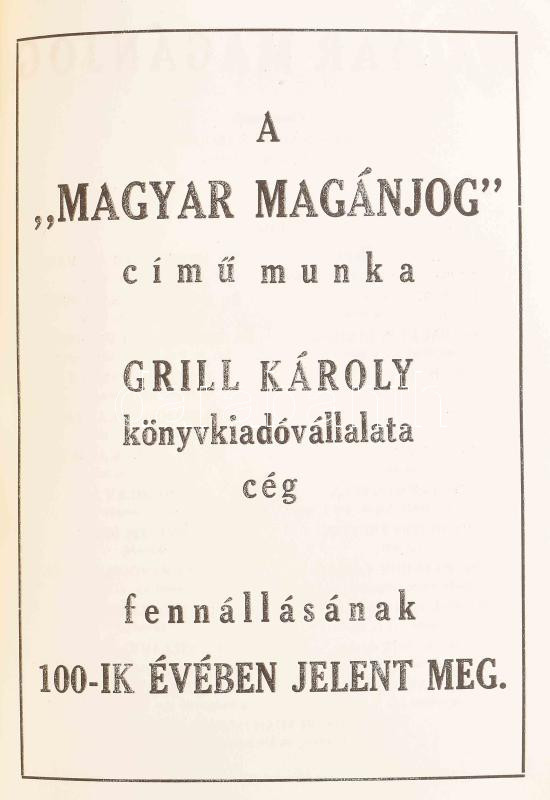 A
„MAGYAR MAGÁNJOG”
című munka
GRILL KÁROLY
könyvkiadóvállalata
cég
fennállásának
100-IK ÉVÉBEN JELENT MEG.